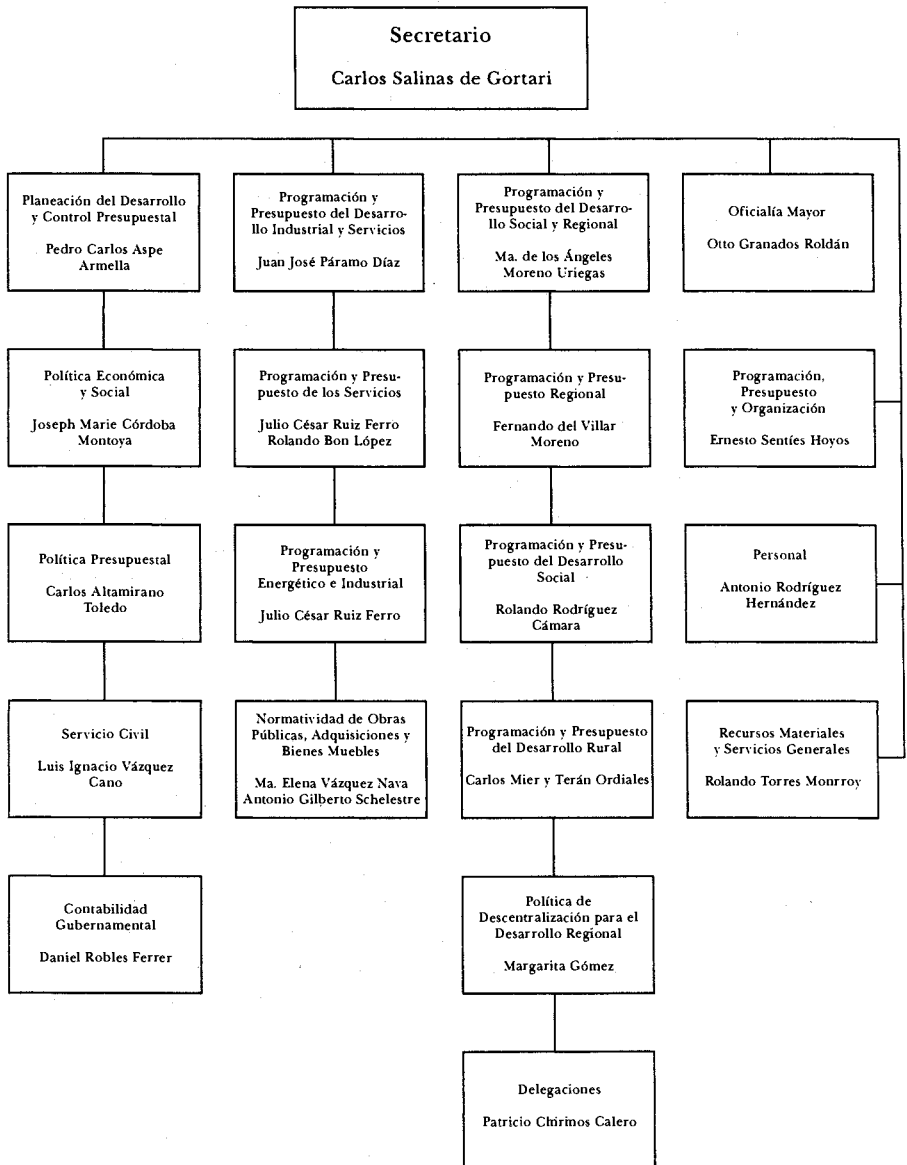 Secretario
Carlos Salinas de Gortari
Planeación del Desarrollo
y Control Presupuestal
Pedro Carlos Aspe
Armella
Programación y
Presupuesto del Desarro-
llo Industrial y Servicios
Juan José Páramo Díaz
Programación y
Presupuesto del Desarro-
llo Social y Regional
Ma. de los Ángeles
Moreno Uriegas
Oficialía Mayor
Otto Granados Roldán
Política Económica
y Social
Joseph Marie Córdoba
Montoya
Programación y Presu-
puesto de los Servicios
Julio César Ruiz Ferro
Rolando Bon López
Programación y Presu-
puesto Regional
Fernando del Villar
Moreno
Programación,
Presupuesto
y Organización
Ernesto Sentíes Hoyos
Política Presupuestal
Carlos Altamirano
Toledo
Programación y
Presupuesto
Energético e Industrial
Julio César Ruiz Ferro
Programación y Presu-
puesto del Desarrollo
Social
Rolando Rodríguez
Cámara
Personal
Antonio Rodríguez
Hernández
Servicio Civil
Luis Ignacio Vázquez
Cano
Normatividad de Obras
Públicas, Adquisiciones y
Bienes Muebles
Ma. Elena Vázquez Nava
Antonio Gilberto Schelestre
Programación y Presupuesto
del Desarrollo Rural
Carlos Mier y Terán Ordiales
Recursos Materiales
y Servicios Generales
Rolando Torres Monrroy
Contabilidad
Gubernamental
Daniel Robles Ferrer
Política de
Descentralización para el
Desarrollo Regional
Margarita Gómez
Delegaciones
Patricio Chirinos Calero